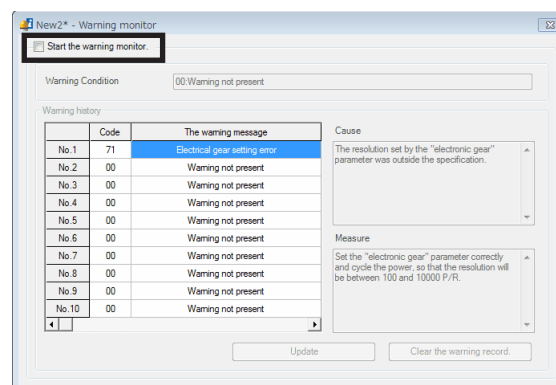 New2* - Warning monitor
Start the warning monitor.
Warning Condition 00:Warning not present
Warning history
Code The warning message
No.1 71 Electrical gear setting error
No.2 00 Warning not present
No.3 00 Warning not present
No.4 00 Warning not present
No.5 00 Warning not present
No.6 00 Warning not present
No.7 00 Warning not present
No.8 00 Warning not present
No.9 00 Warning not present
No.10 00 Warning not present
Cause
The resolution set by the "electronic gear"
parameter was outside the specification.
Measure
Set the "electronic gear" parameter correctly
and cycle the power, so that the resolution will
be between 100 and 10000 P/R.
Update Clear the warning record.